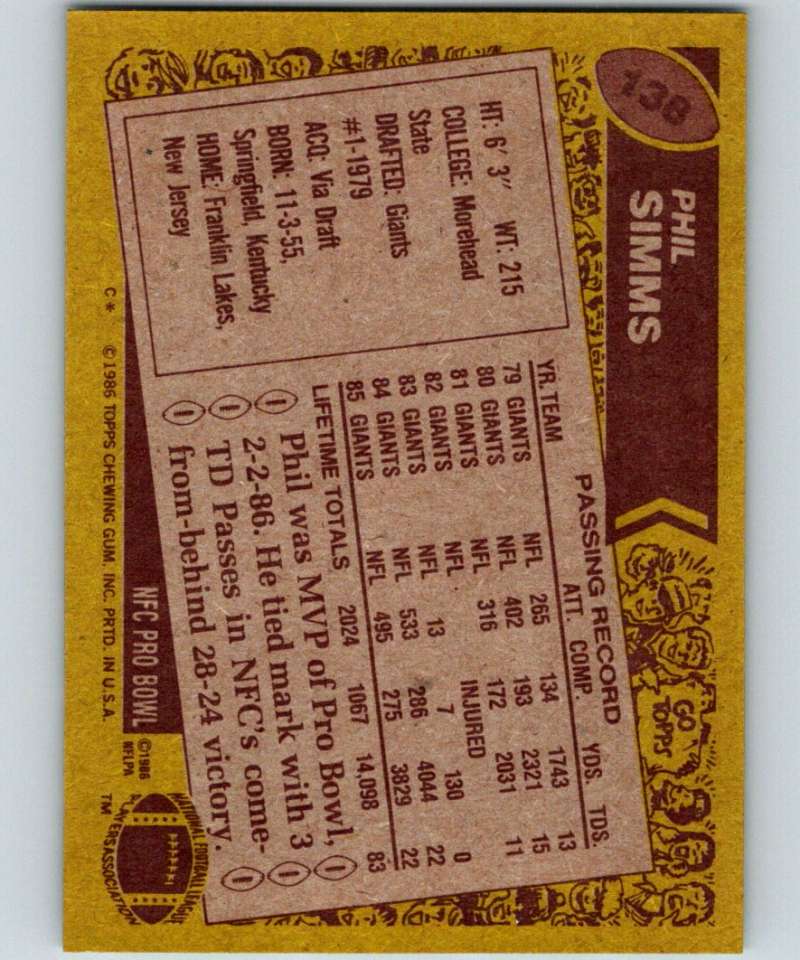 138
PHIL
SIMMS
HT: 6' 3" WT: 215
COLLEGE: Morehead
State
DRAFTED: Giants
#1-1979
ACQ: Via Draft
BORN: 11-3-55,
Springfield, Kentucky
HOME: Franklin Lakes,
New Jersey
GO
TOPPS
PASSING RECORD
YR. TEAM ATT. COMP. YDS. TDS.
79 GIANTS NFL 265 134 1743 13
80 GIANTS NFL 402 193 2321 15
81 GIANTS NFL 316 172 2031 11
82 GIANTS NFL INJURED
83 GIANTS NFL 13 7 130 0
84 GIANTS NFL 533 286 4044 22
85 GIANTS NFL 495 275 3829 22
LIFETIME TOTALS 2024 1067 14,098 83
Phil was MVP of Pro Bowl,
2-2-86. He tied mark with 3
TD Passes in NFC's come-
from-behind 28-24 victory.
NFC PRO BOWL
©1986
NFLPA
NATIONAL FOOTBALL LEAGUE
PLAYERS ASSOCIATION
TM
C* ©1986 TOPPS CHEWING GUM, INC. PRTD. IN U.S.A.